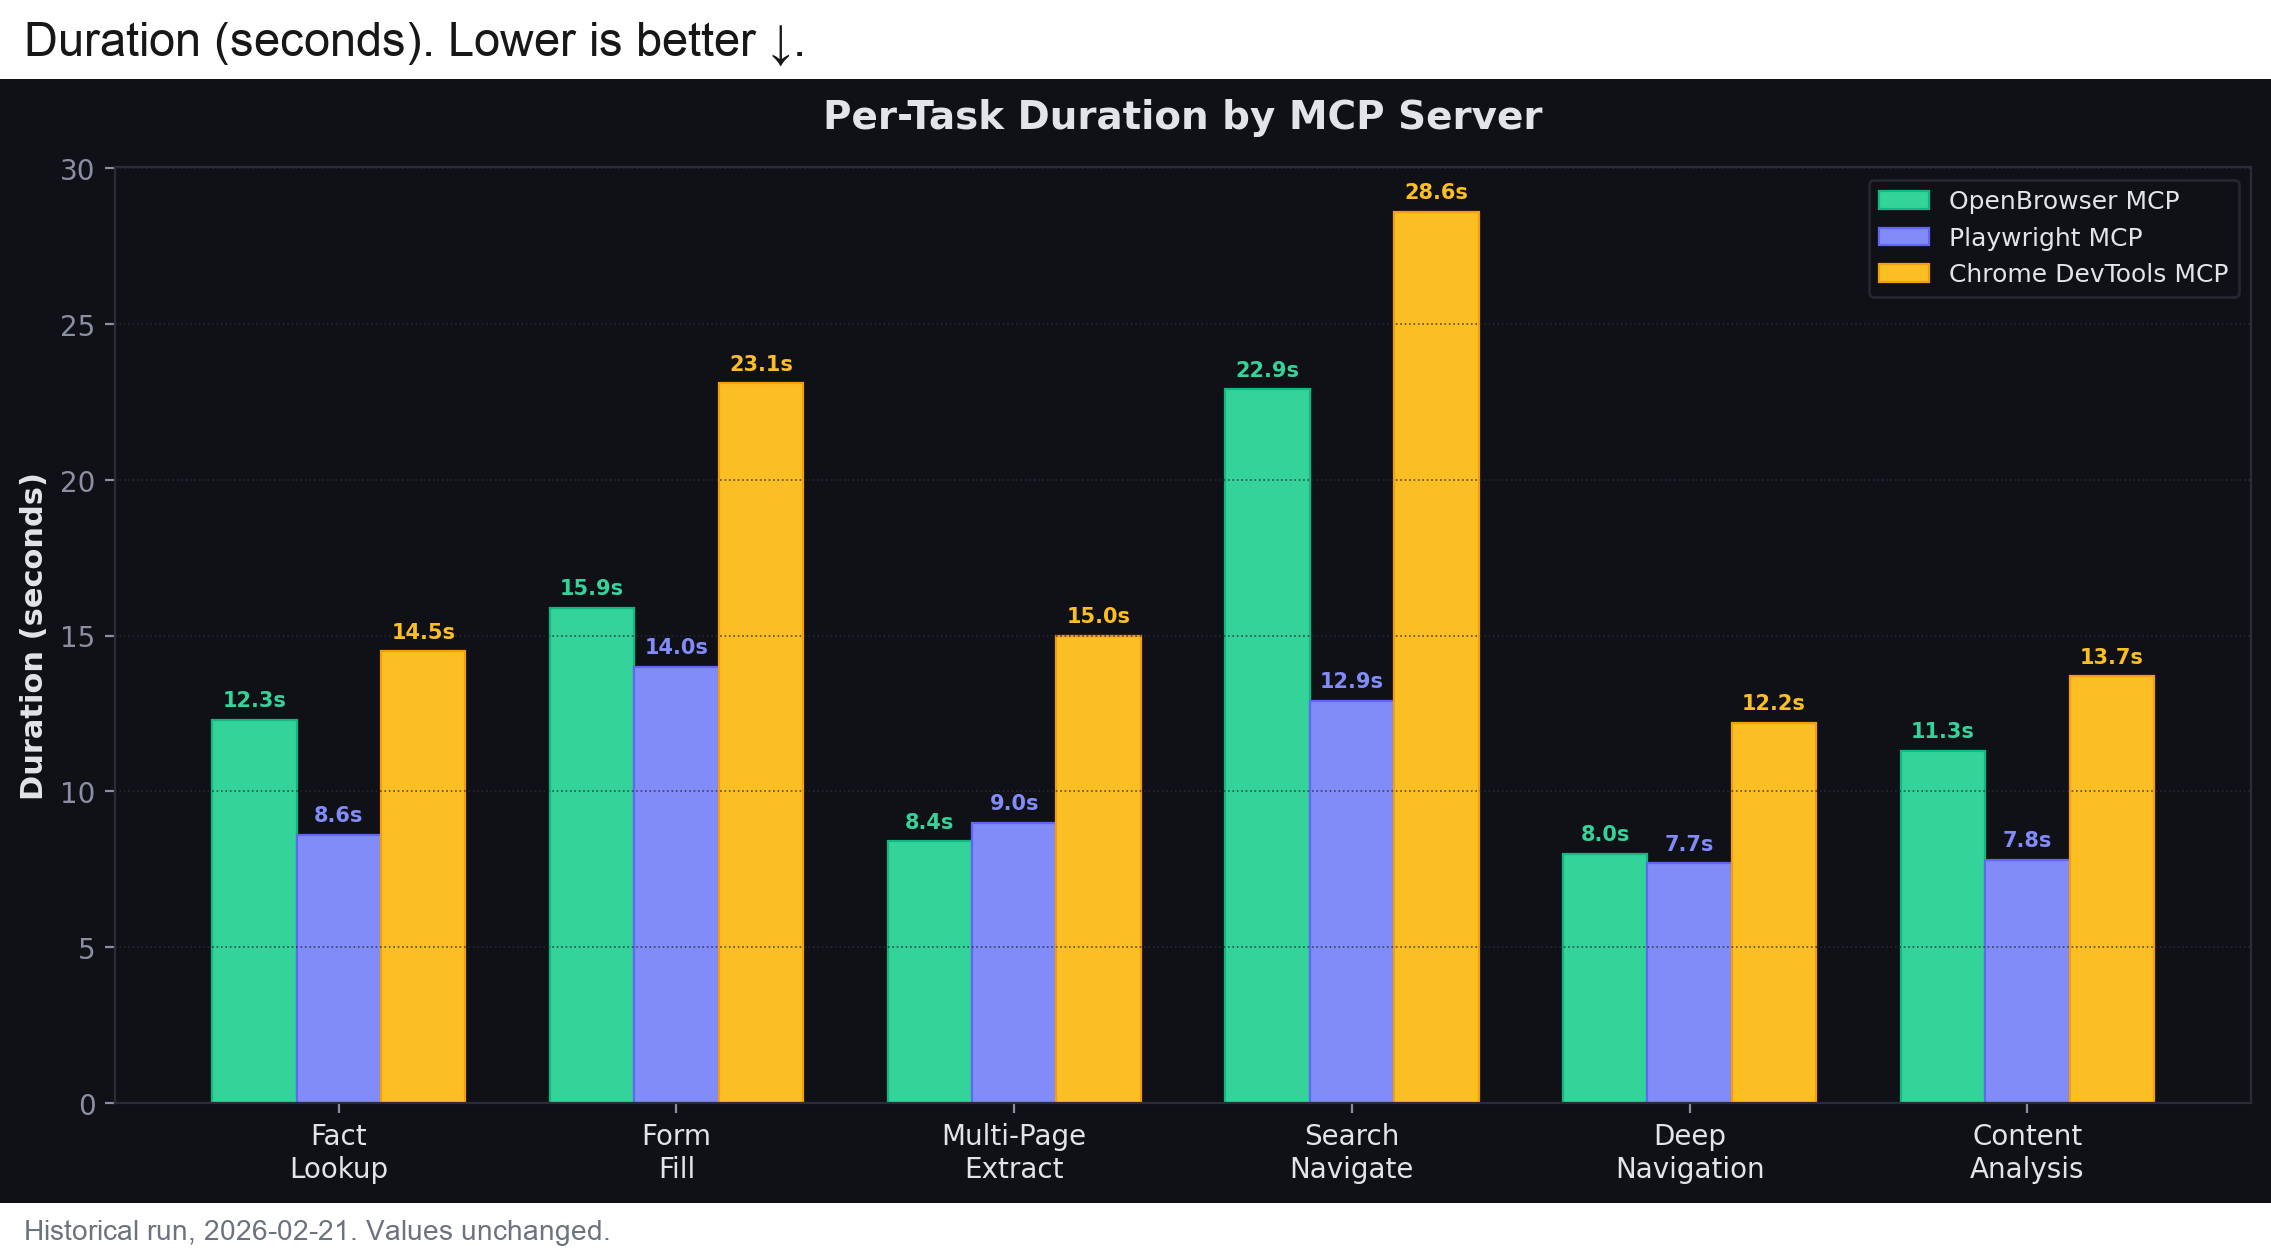 Duration (seconds). Lower is better ↓.
Per-Task Duration by MCP Server
OpenBrowser MCP
Playwright MCP
Chrome DevTools MCP
Duration (seconds)
30
25
20
15
10
5
0
12.3s
8.6s
14.5s
15.9s
14.0s
23.1s
8.4s
9.0s
15.0s
22.9s
12.9s
28.6s
8.0s
7.7s
12.2s
11.3s
7.8s
13.7s
Fact
Lookup
Form
Fill
Multi-Page
Extract
Search
Navigate
Deep
Navigation
Content
Analysis
Historical run, 2026-02-21. Values unchanged.